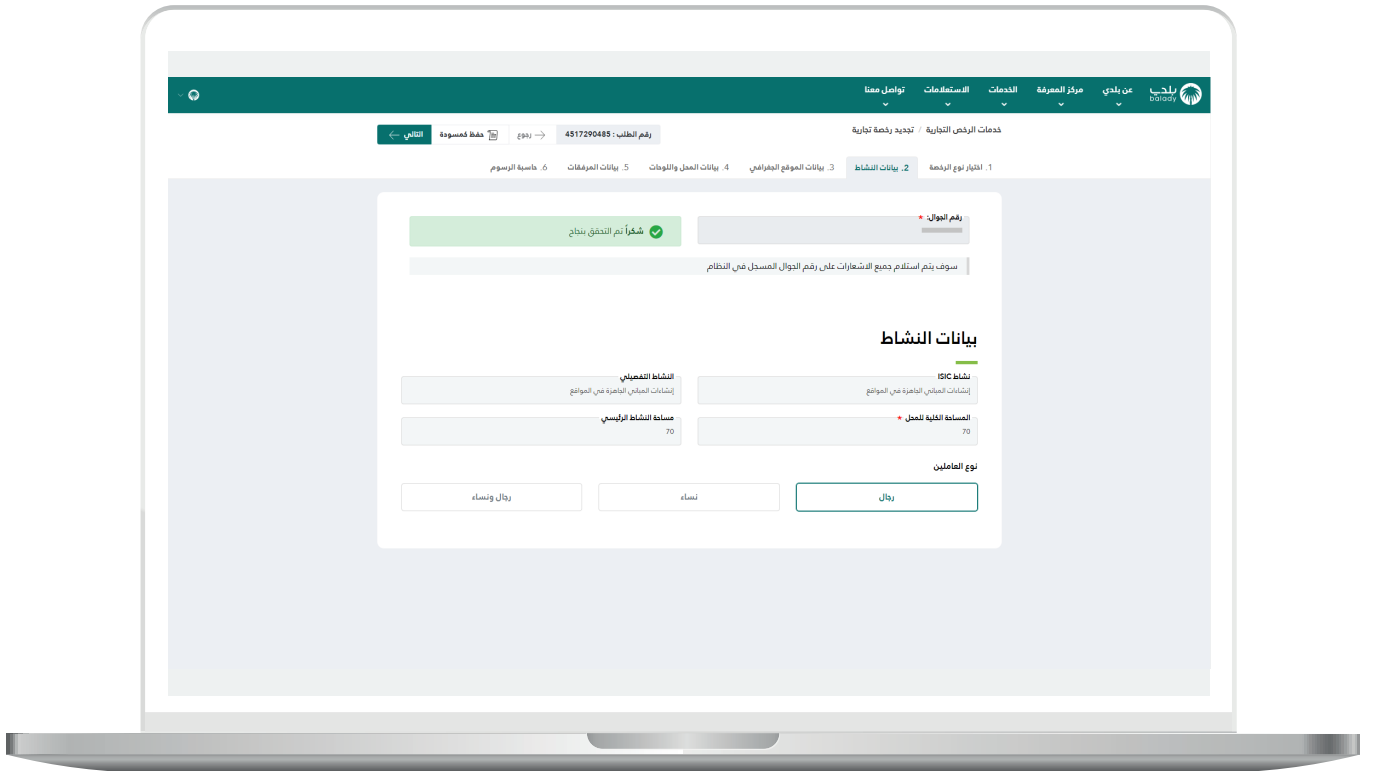 بلدي
balady
عن بلدي
مركز المعرفة
الخدمات
الاستعلامات
تواصل معنا
خدمات الرخص التجارية / تجديد رخصة تجارية
رقم الطلب : 4517290485
رجوع
حفظ كمسودة
التالي
1. اختيار نوع الرخصة
2. بيانات النشاط
3. بيانات الموقع الجغرافي
4. بيانات المحل واللوحات
5. بيانات المرفقات
6. حاسبة الرسوم
رقم الجوال: *
شكراً تم التحقق بنجاح
سوف يتم استلام جميع الاشعارات على رقم الجوال المسجل في النظام
بيانات النشاط
نشاط ISIC
إنشاءات المباني الجاهزة في المواقع
النشاط التفصيلي
إنشاءات المباني الجاهزة في المواقع
المساحة الكلية للمحل *
70
مساحة النشاط الرئيسي
70
نوع العاملين
رجال
نساء
رجال ونساء